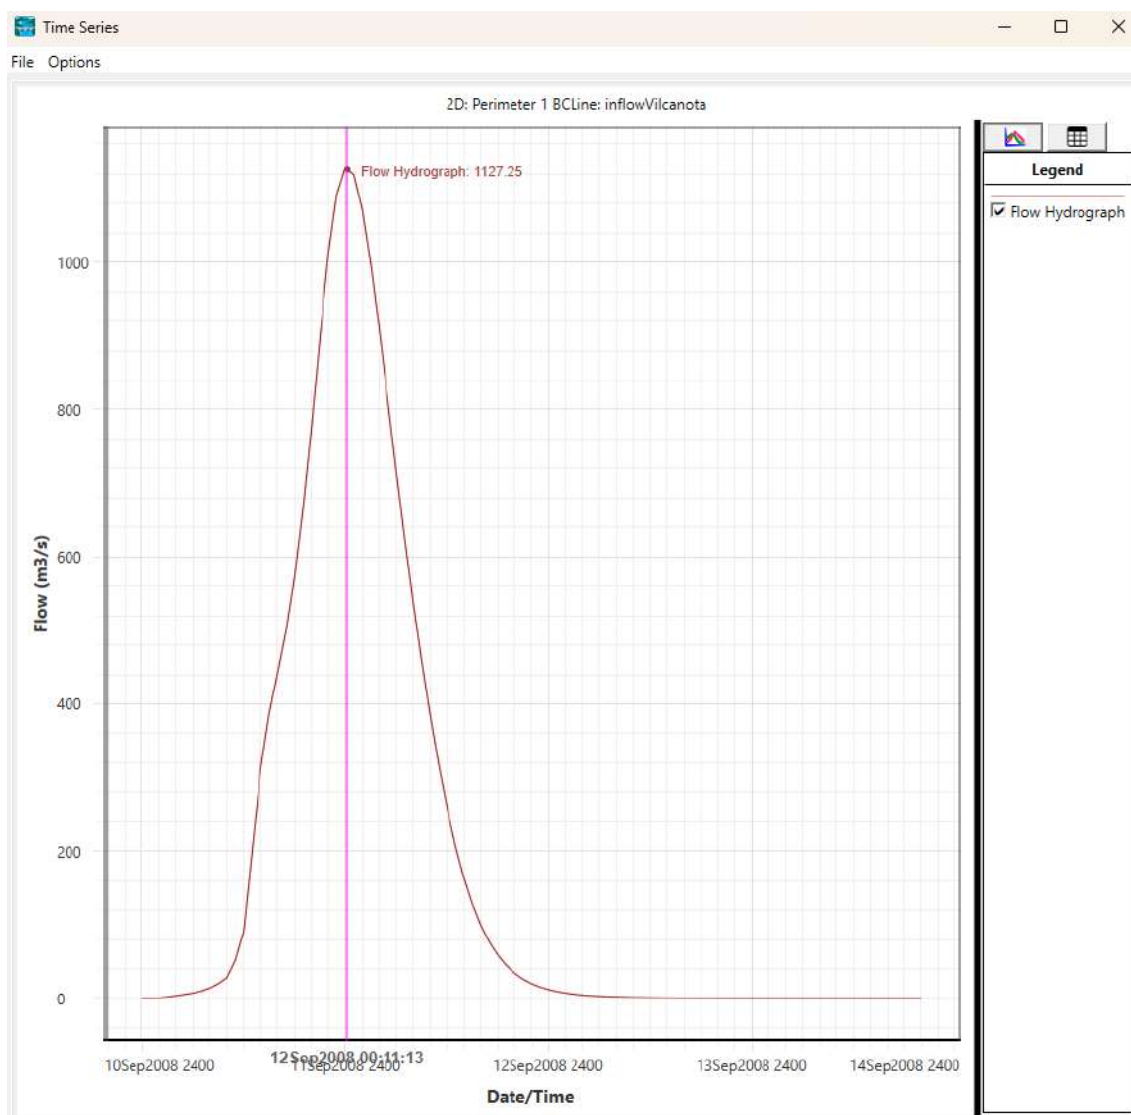 Time Series
File Options
2D: Perimeter 1 BCLine: inflowVilcanota
Flow Hydrograph: 1127.25
Legend
Flow Hydrograph
1000
800
600
400
200
0
Flow (m3/s)
12Sep2008 00:11:13
10Sep2008 2400 11Sep2008 2400 12Sep2008 2400 13Sep2008 2400 14Sep2008 2400
Date/Time